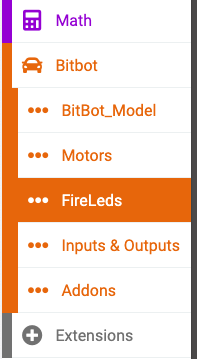 Math
Bitbot
BitBot_Model
Motors
FireLeds
Inputs & Outputs
Addons
Extensions